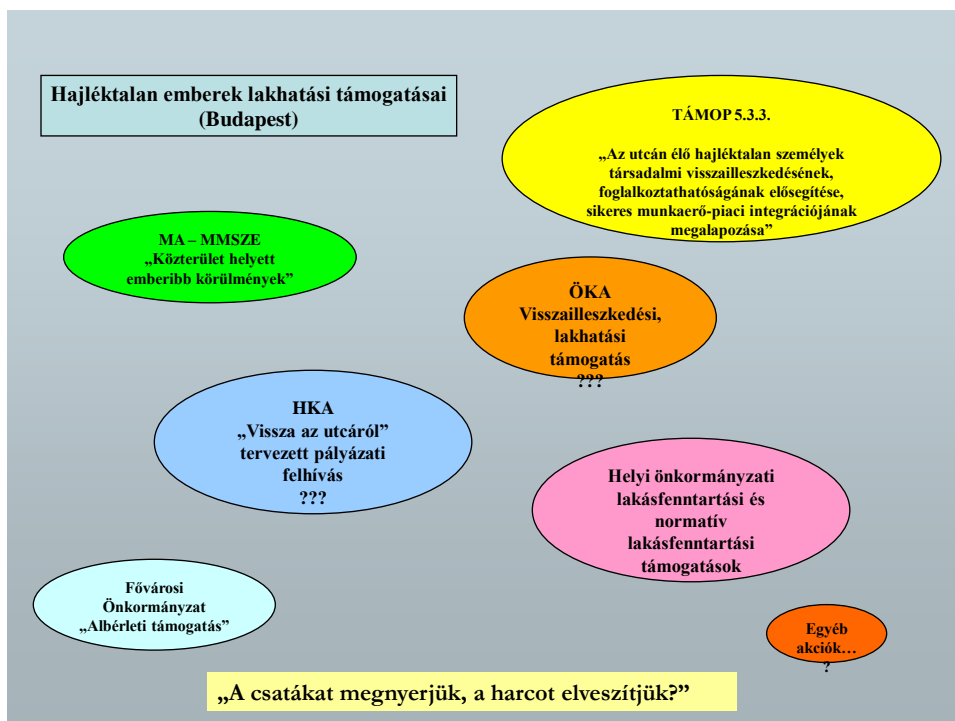 Hajléktalan emberek lakhatási támogatásai
(Budapest)
TÁMOP 5.3.3.
„Az utcán élő hajléktalan személyek
társadalmi visszailleszkedésének,
foglalkoztathatóságának elősegítése,
sikeres munkaerő-piaci integrációjának
megalapozása”
MA – MMSZE
„Közterület helyett
emberibb körülmények”
ÖKA
Visszailleszkedési,
lakhatási
támogatás
???
HKA
„Vissza az utcáról”
tervezett pályázati
felhívás
???
Helyi önkormányzati
lakásfenntartási és
normatív
lakásfenntartási
támogatások
Fővárosi
Önkormányzat
„Albérleti támogatás”
Egyéb
akciók…
?
„A csatákat megnyerjük, a harcot elveszítjük?”